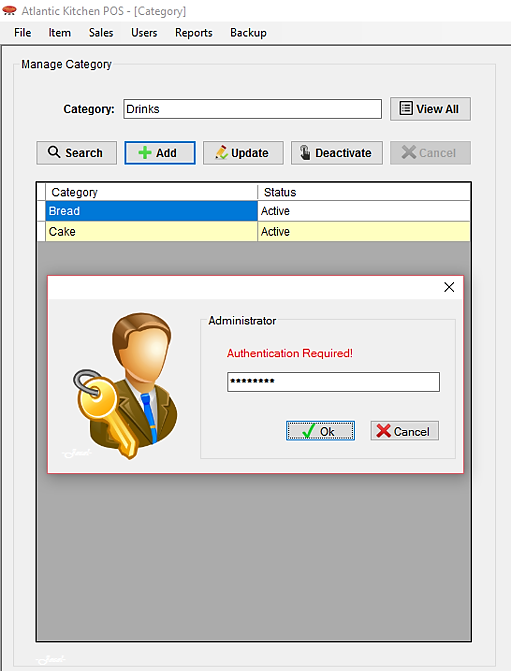 Atlantic Kitchen POS - [Category]
File Item Sales Users Reports Backup
Manage Category
Category: Drinks View All
Search Add Update Deactivate Cancel
Category Status
Bread Active
Cake Active
Administrator
Authentication Required!
********
Ok Cancel